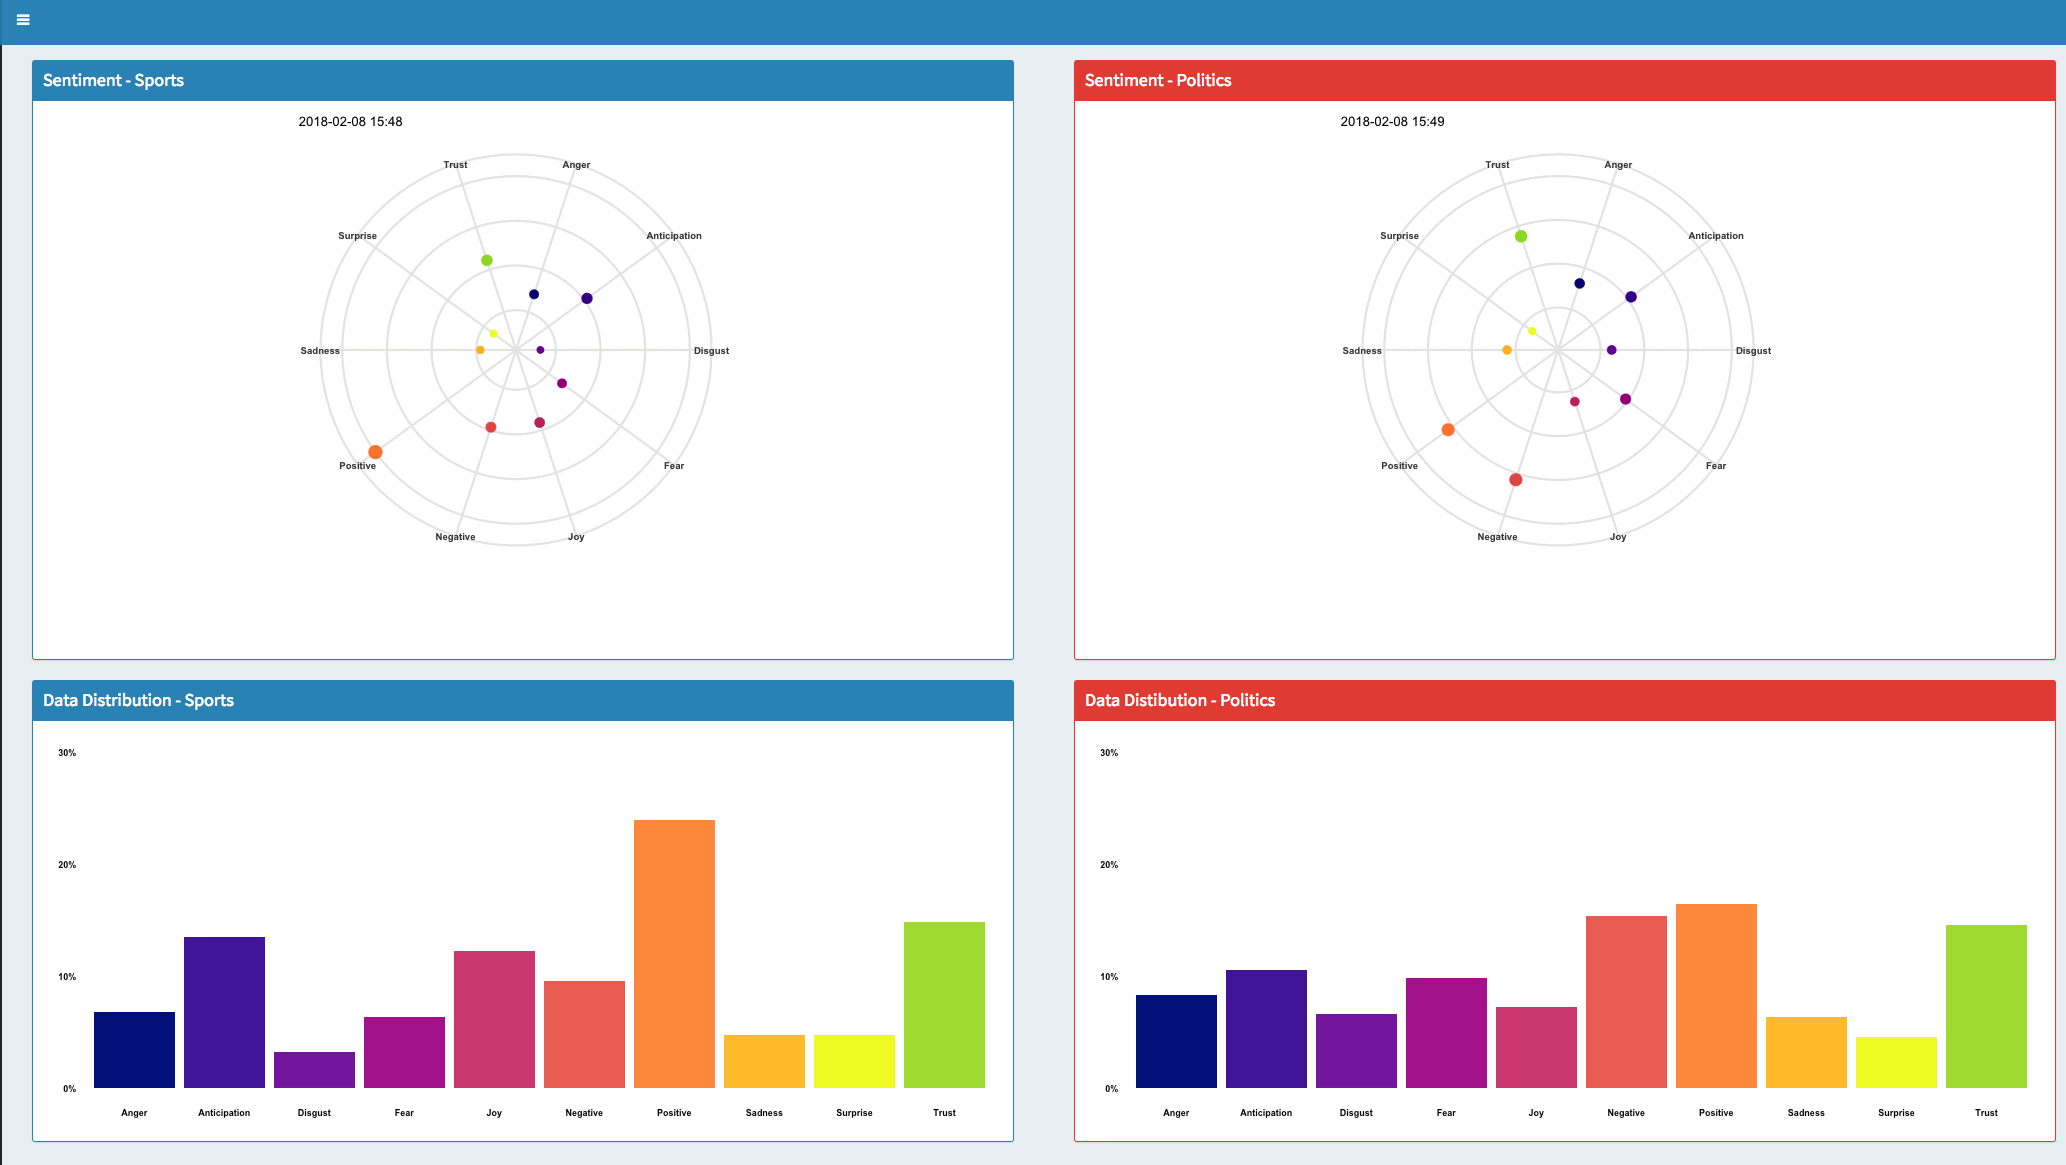 Sentiment - Sports
2018-02-08 15:48
Trust Anger
Surprise Anticipation
Sadness Disgust
Positive Fear
Negative Joy
Sentiment - Politics
2018-02-08 15:49
Trust Anger
Surprise Anticipation
Sadness Disgust
Positive Fear
Negative Joy
Data Distribution - Sports
30%
20%
10%
0%
Anger Anticipation Disgust Fear Joy Negative Positive Sadness Surprise Trust
Data Distibution - Politics
30%
20%
10%
0%
Anger Anticipation Disgust Fear Joy Negative Positive Sadness Surprise Trust